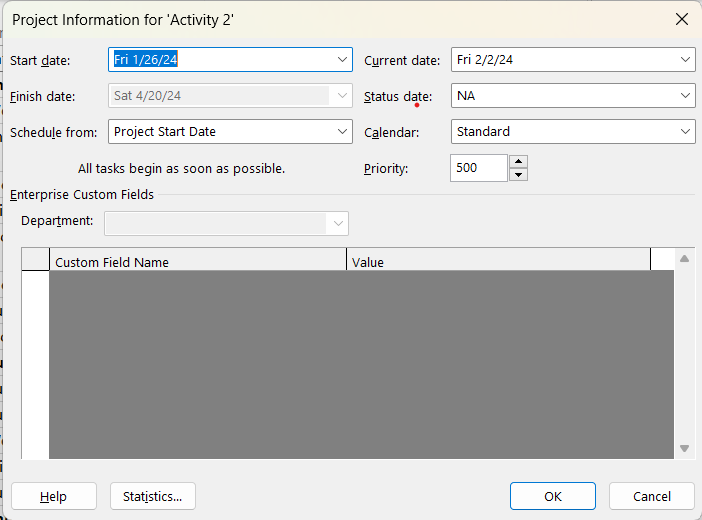 Project Information for 'Activity 2'
Start date: Fri 1/26/24 Current date: Fri 2/2/24
Finish date: Sat 4/20/24 Status date: NA
Schedule from: Project Start Date Calendar: Standard
All tasks begin as soon as possible. Priority: 500
Enterprise Custom Fields
Department:
Custom Field Name Value
Help Statistics... OK Cancel